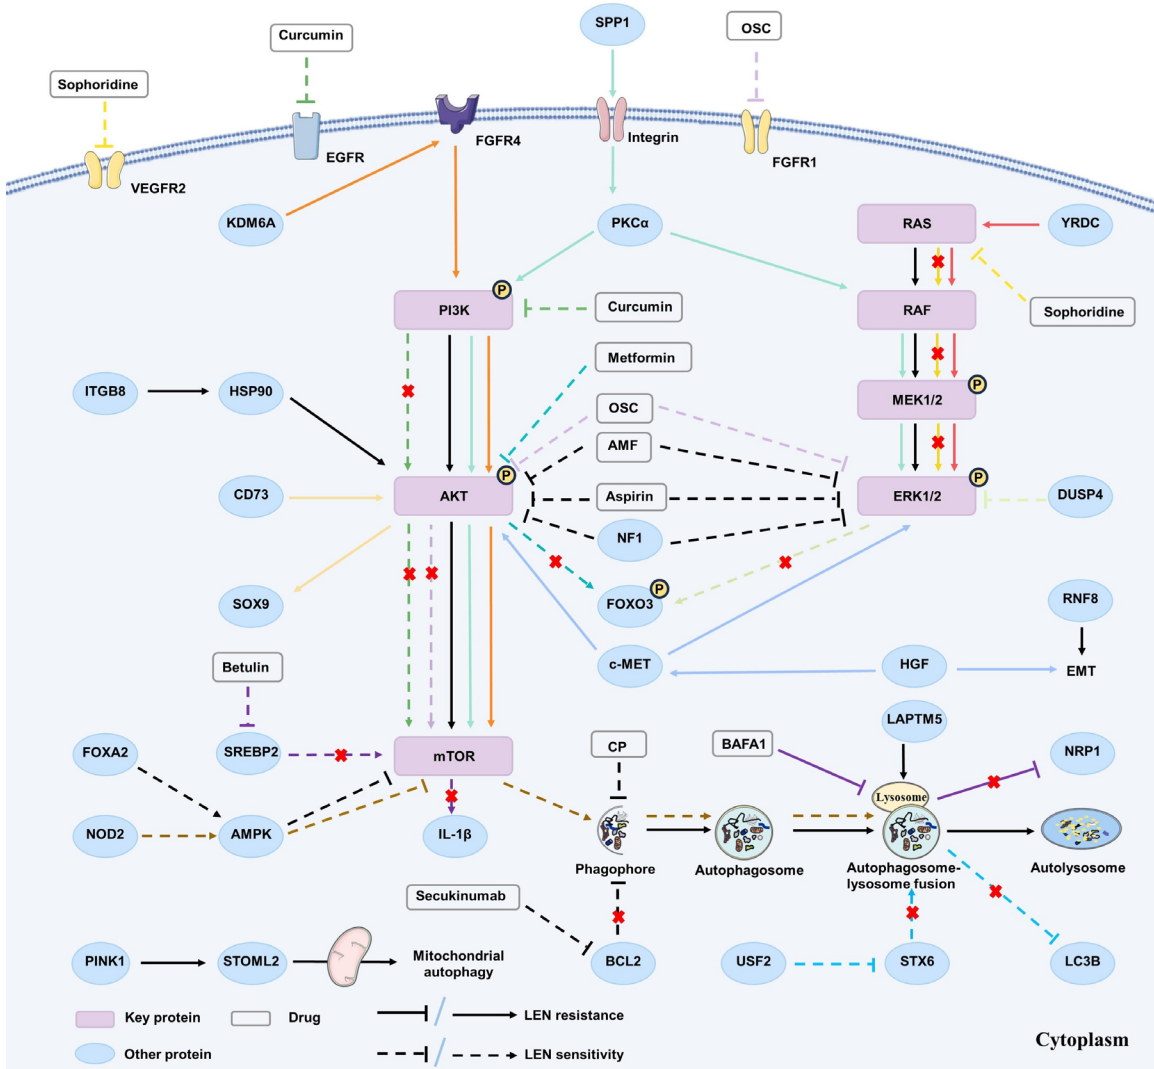 SPP1
OSC
Curcumin
Sophoridine
FGFR4
Integrin
EGFR
FGFR1
VEGFR2
KDM6A
PKCα
RAS
YRDC
P
PI3K
Curcumin
RAF
Sophoridine
Metformin
ITGB8
HSP90
P
MEK1/2
OSC
AMF
P
P
CD73
AKT
Aspirin
ERK1/2
DUSP4
NF1
P
SOX9
FOXO3
RNF8
Betulin
c-MET
HGF
EMT
LAPTM5
FOXA2
SREBP2
mTOR
CP
BAFA1
NRP1
Lysosome
NOD2
AMPK
IL-1β
Phagophore
Autophagosome
Autophagosome-
lysosome fusion
Autolysosome
Secukinumab
PINK1
STOML2
Mitochondrial
autophagy
BCL2
USF2
STX6
LC3B
Key protein
Drug
LEN resistance
Other protein
LEN sensitivity
Cytoplasm